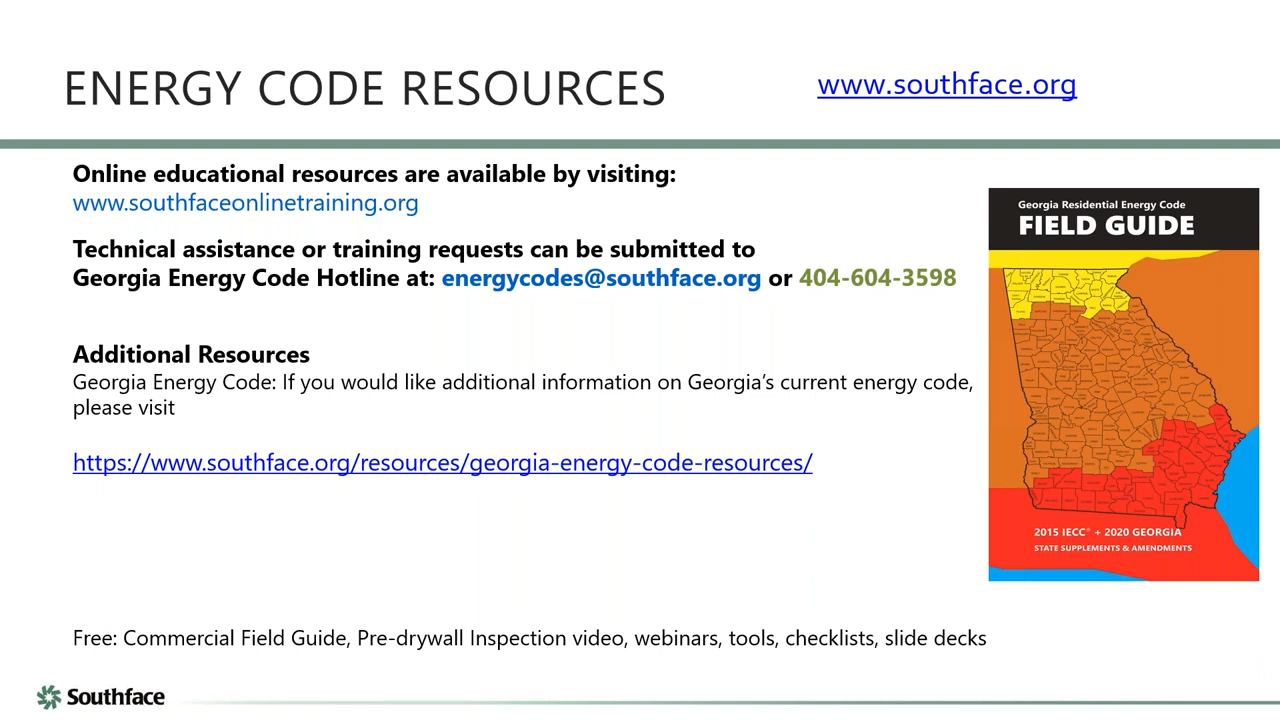 ENERGY CODE RESOURCES
www.southface.org
Online educational resources are available by visiting:
www.southfaceonlinetraining.org
Technical assistance or training requests can be submitted to
Georgia Energy Code Hotline at: energycodes@southface.org or 404-604-3598
Additional Resources
Georgia Energy Code: If you would like additional information on Georgia's current energy code,
please visit
https://www.southface.org/resources/georgia-energy-code-resources/
Georgia Residential Energy Code
FIELD GUIDE
2015 IECC® + 2020 GEORGIA
STATE SUPPLEMENTS & AMENDMENTS
Free: Commercial Field Guide, Pre-drywall Inspection video, webinars, tools, checklists, slide decks
Southface